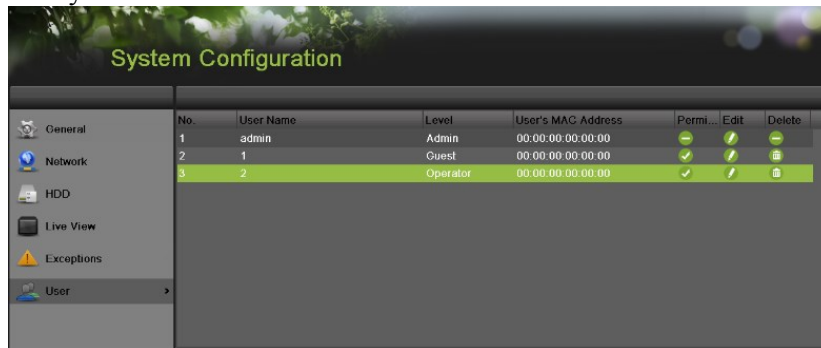 System Configuration
No. User Name Level User's MAC Address Permi... Edit Delete
General
1 admin Admin 00:00:00:00:00:00
2 1 Guest 00:00:00:00:00:00
Network
3 2 Operator 00:00:00:00:00:00
HDD
Live View
Exceptions
User